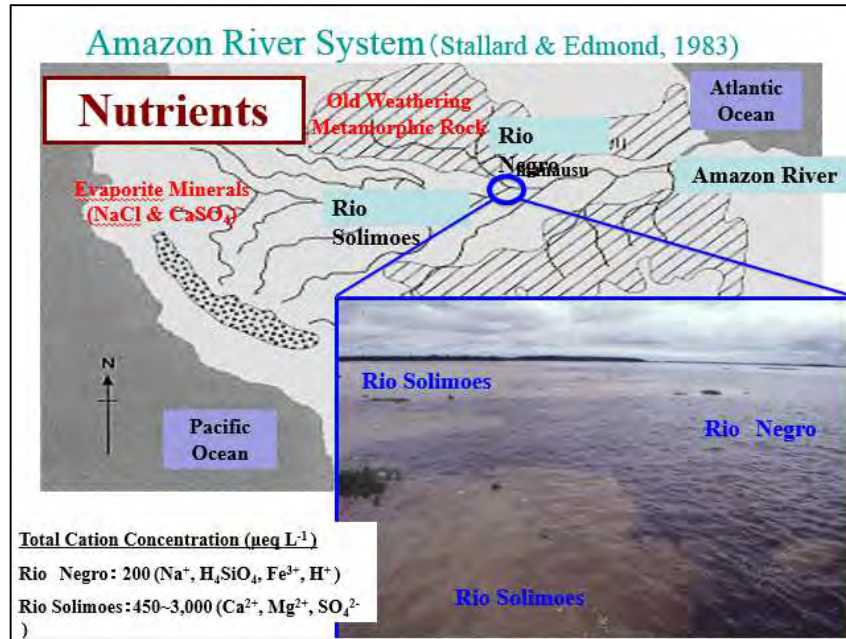 Amazon River System(Stallard & Edmond, 1983)
Nutrients
Old Weathering
Metamorphic Rock
Atlantic
Ocean
Rio
Negro
manausu
Amazon River
Evaporite Minerals
(NaCl & CaSO₄)
Rio
Solimoes
N
Pacific
Ocean
Rio Solimoes
Rio Negro
Rio Solimoes
Total Cation Concentration (μeq L⁻¹)
Rio Negro: 200 (Na⁺, H₄SiO₄, Fe³⁺, H⁺)
Rio Solimoes:450~3,000 (Ca²⁺, Mg²⁺, SO₄²⁻
)